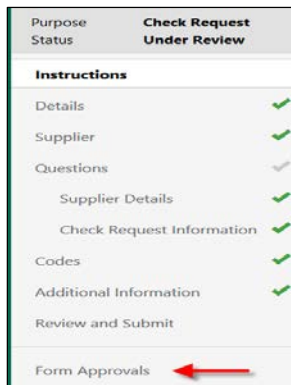 Purpose Check Request
Status Under Review
Instructions
Details
Supplier
Questions
Supplier Details
Check Request Information
Codes
Additional Information
Review and Submit
Form Approvals